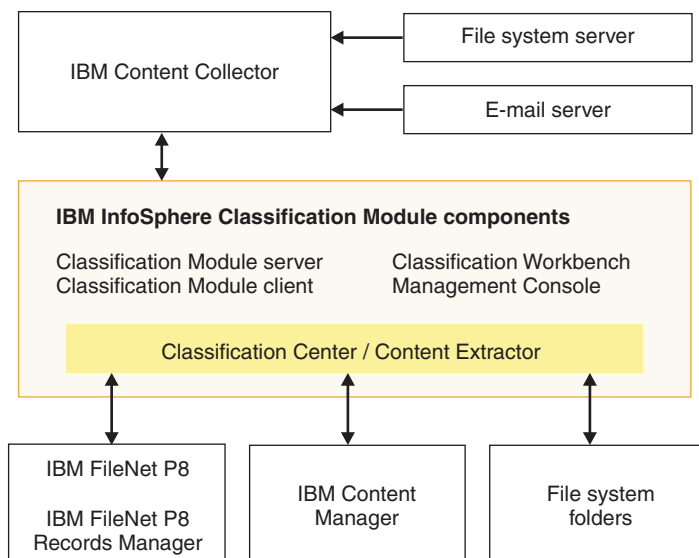 IBM Content Collector
File system server
E-mail server
IBM InfoSphere Classification Module components
Classification Module server
Classification Module client
Classification Workbench
Management Console
Classification Center / Content Extractor
IBM FileNet P8
IBM FileNet P8
Records Manager
IBM Content
Manager
File system
folders